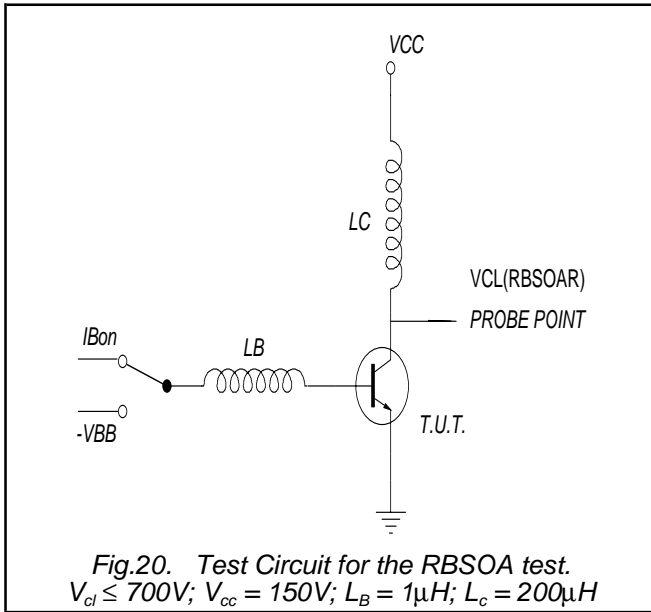 VCC
LC
VCL(RBSOAR)
PROBE POINT
IBon
LB
-VBB
T.U.T.
Fig.20. Test Circuit for the RBSOA test.
Vcl ≤ 700V; Vcc = 150V; LB = 1μH; Lc = 200μH